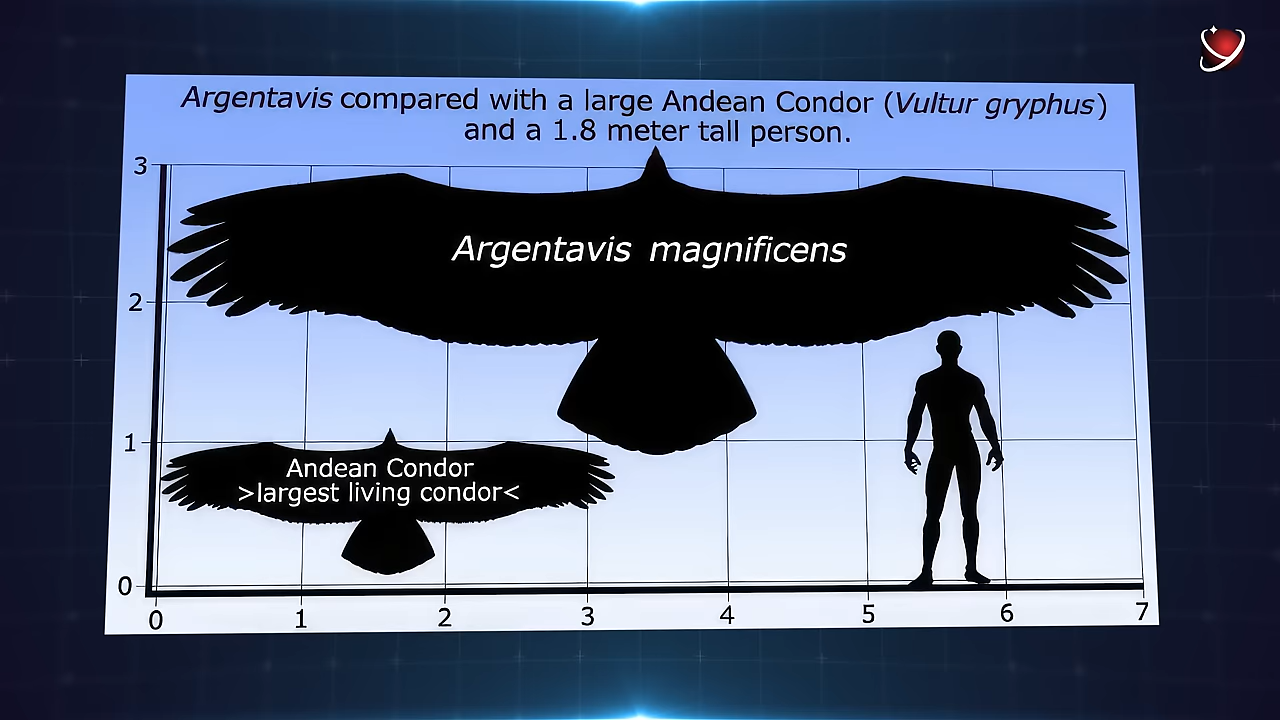 Argentavis compared with a large Andean Condor (Vultur gryphus)
and a 1.8 meter tall person.
3
Argentavis magnificens
2
1
Andean Condor
>largest living condor<
0
0 1 2 3 4 5 6 7